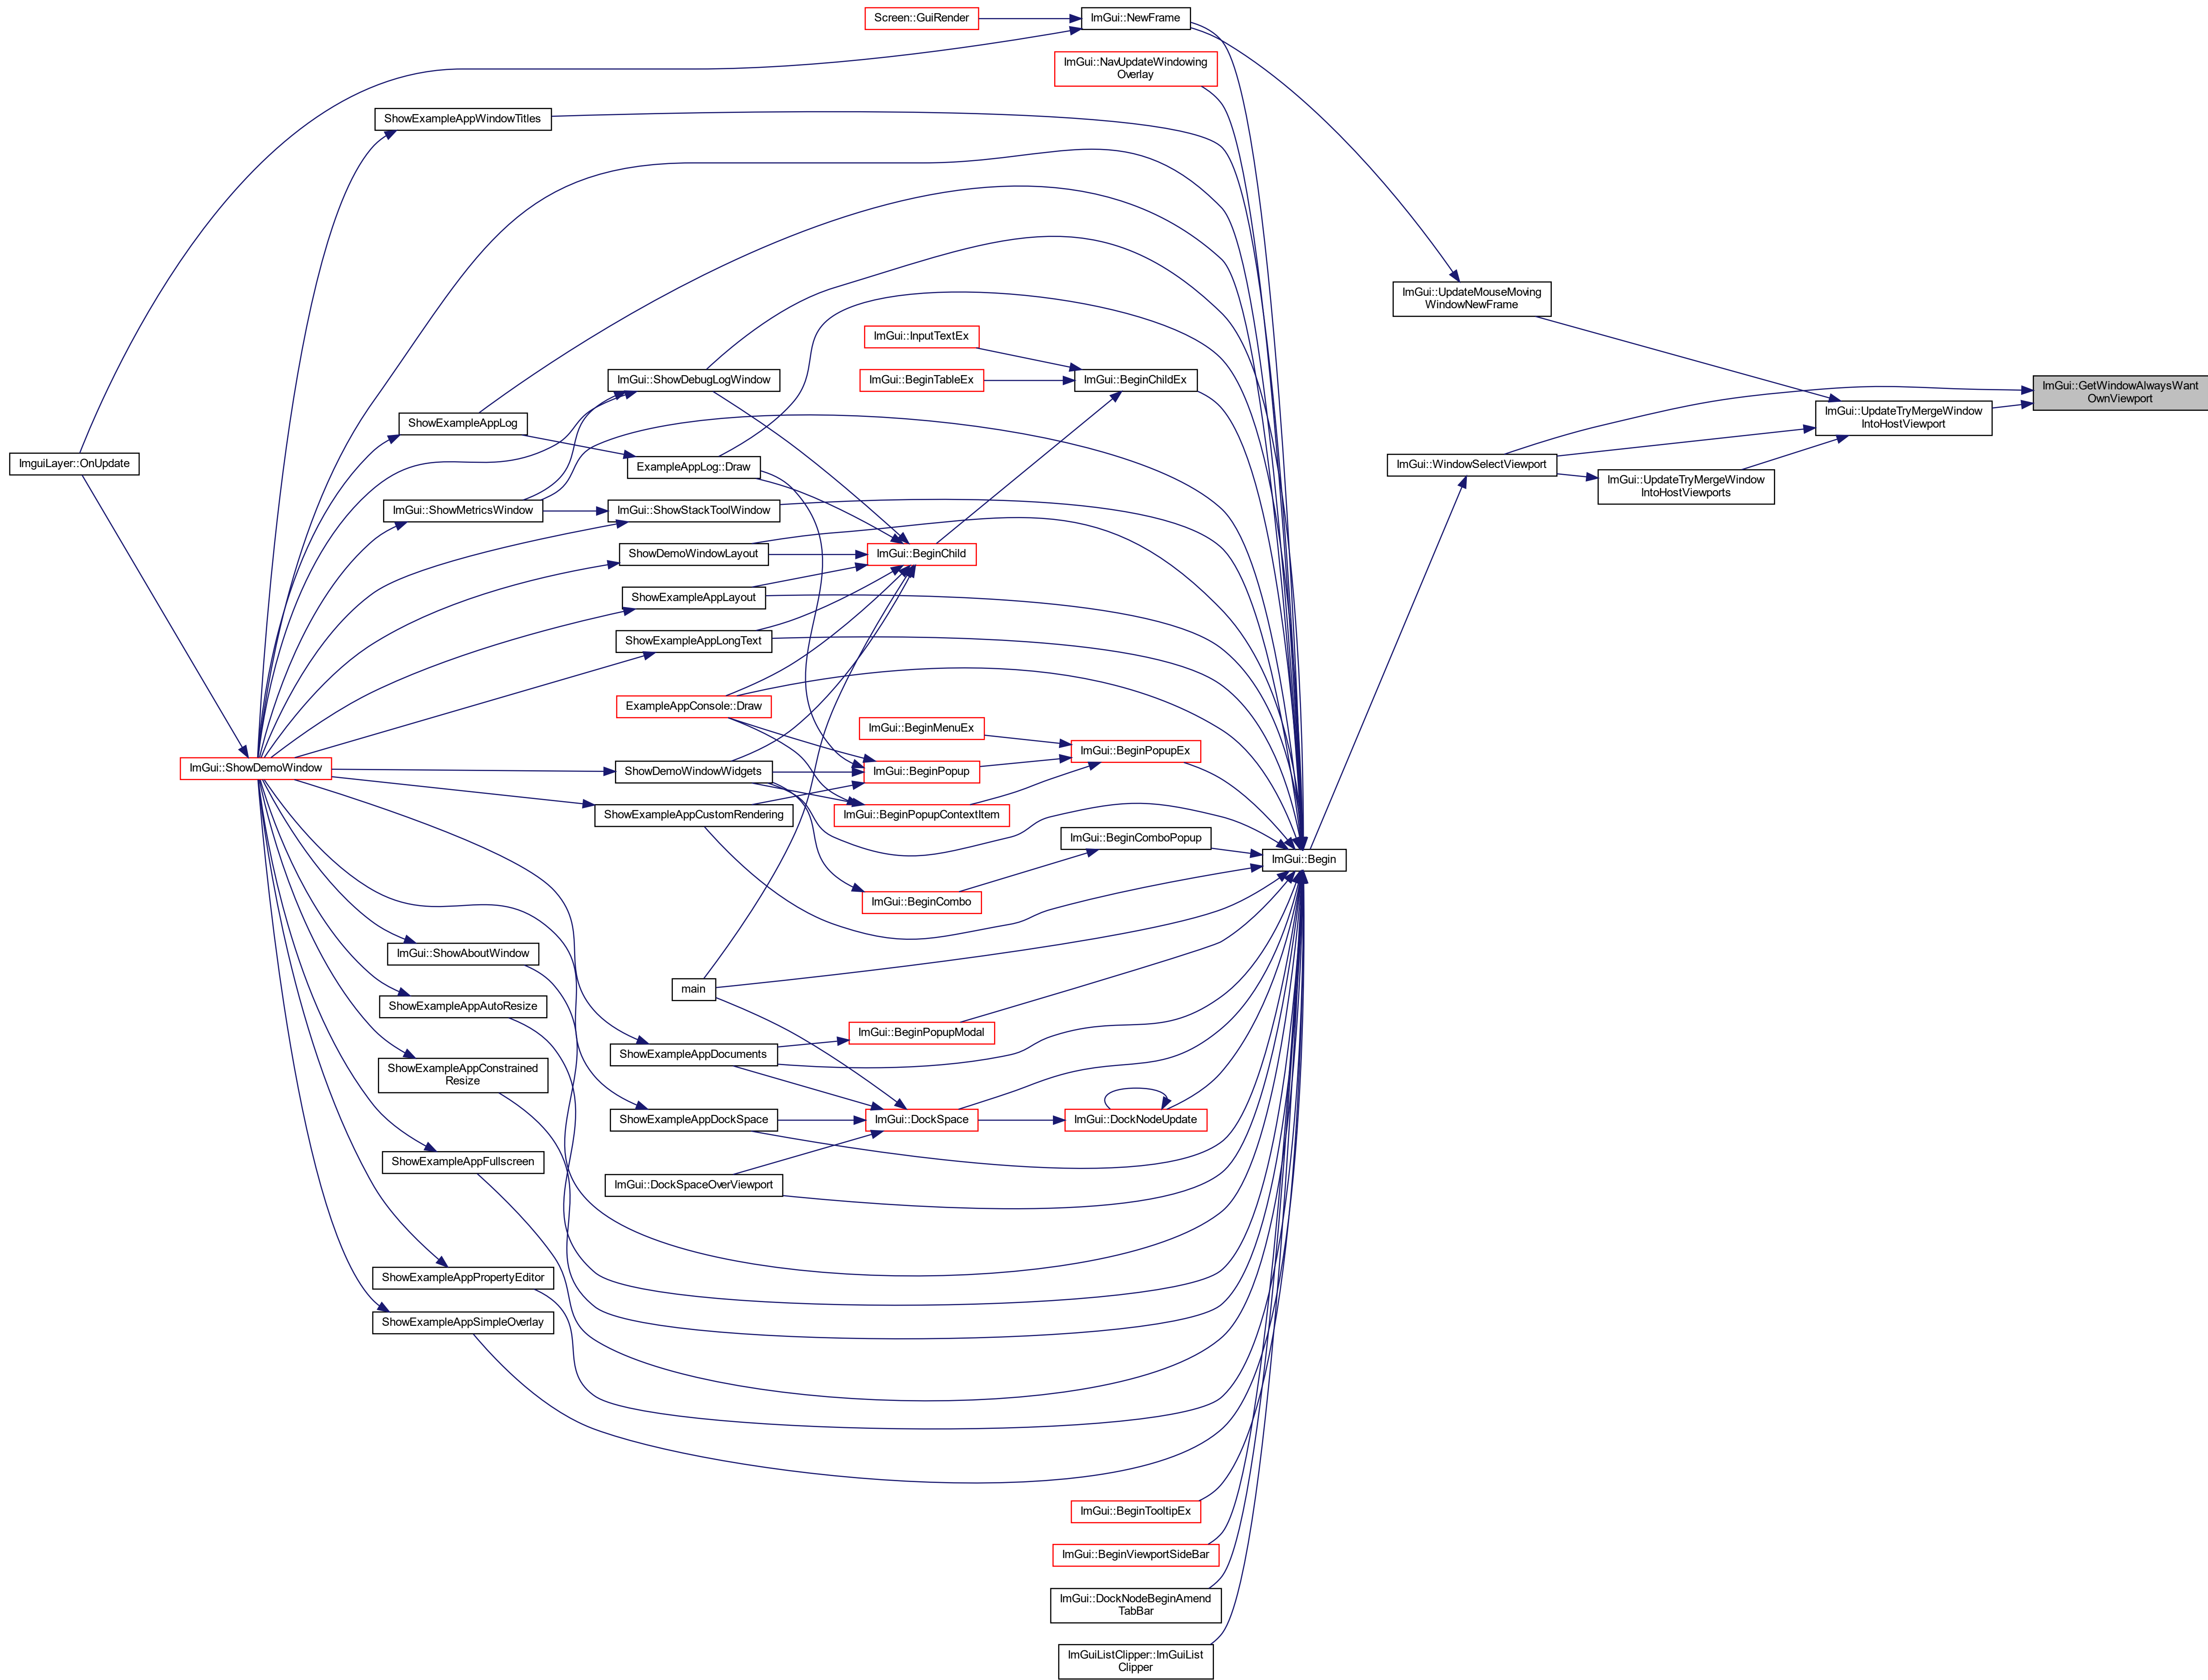 Screen::GuiRender
ImGui::NewFrame
ImGui::NavUpdateWindowing
Overlay
ShowExampleAppWindowTitles
ImGui::UpdateMouseMoving
WindowNewFrame
ImGui::InputTextEx
ImGui::ShowDebugLogWindow
ImGui::BeginTableEx
ImGui::BeginChildEx
ImGui::GetWindowAlwaysWant
OwnViewport
ImGui::UpdateTryMergeWindow
IntoHostViewport
ShowExampleAppLog
ImguiLayer::OnUpdate
ExampleAppLog::Draw
ImGui::WindowSelectViewport
ImGui::UpdateTryMergeWindow
IntoHostViewports
ImGui::ShowMetricsWindow
ImGui::ShowStackToolWindow
ShowDemoWindowLayout
ImGui::BeginChild
ShowExampleAppLayout
ShowExampleAppLongText
ExampleAppConsole::Draw
ImGui::BeginMenuEx
ImGui::BeginPopupEx
ImGui::ShowDemoWindow
ShowDemoWindowWidgets
ImGui::BeginPopup
ShowExampleAppCustomRendering
ImGui::BeginPopupContextItem
ImGui::BeginComboPopup
ImGui::Begin
ImGui::BeginCombo
ImGui::ShowAboutWindow
main
ShowExampleAppAutoResize
ImGui::BeginPopupModal
ShowExampleAppDocuments
ShowExampleAppConstrained
Resize
ShowExampleAppDockSpace
ImGui::DockSpace
ImGui::DockNodeUpdate
ShowExampleAppFullscreen
ImGui::DockSpaceOverViewport
ShowExampleAppPropertyEditor
ShowExampleAppSimpleOverlay
ImGui::BeginTooltipEx
ImGui::BeginViewportSideBar
ImGui::DockNodeBeginAmend
TabBar
ImGuiListClipper::ImGuiList
Clipper